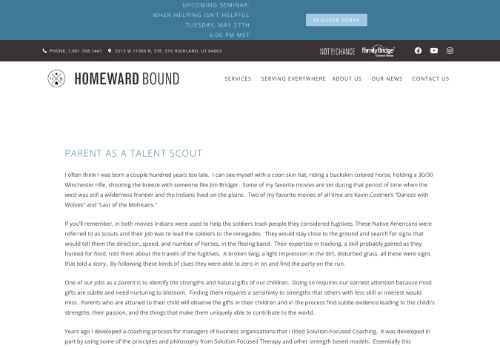 UPCOMING SEMINAR:
WHEN HELPING ISN'T HELPFUL
TUESDAY, MAY 27TH
6:00 PM MST
REGISTER TODAY
PHONE: 1.801.768.1441
5513 W 11000 N, STE. 316 HIGHLAND, UT 84003
NOT BY CHANCE
Family Bridge
HOMEWARD BOUND
SERVICES
SERVING EVERYWHERE
ABOUT US
OUR NEWS
CONTACT US
PARENT AS A TALENT SCOUT
I often think I was born a couple hundred years too late. I can see myself with a coon skin hat, riding a buckskin colored horse, holding a 30/30
Winchester rifle, shooting the breeze with someone like Jim Bridger. Some of my favorite movies are set during that period of time when the
west was still a wilderness frontier and the Indians lived on the plains. Two of my favorite movies of all time are Kevin Costner's "Dances with
Wolves" and "Last of the Mohicans."
If you'll remember, in both movies Indians were used to help the soldiers track people they considered fugitives. These Native Americans were
referred to as scouts and their job was to lead the soldiers to the renegades. They would stay close to the ground and search for signs that
would tell them the direction, speed, and number of horses, in the fleeing band. Their expertise in tracking, a skill probably gained as they
hunted for food, told them about the travels of the fugitives. A broken twig, a light impression in the dirt, disturbed grass, all these were signs
that told a story. By following these kinds of clues they were able to zero in on and find the party on the run.
One of our jobs as a parent is to identify the strengths and natural gifts of our children. Doing so requires our earnest attention because most
gifts are subtle and need nurturing to blossom. Finding them requires a sensitivity to strengths that others with less skill or interest would
miss. Parents who are attuned to their child will observe the gifts in their children and in the process find subtle evidence leading to the child's
strengths, their passion, and the things that make them uniquely able to contribute to the world.
Years ago I developed a coaching process for managers of business organizations that I titled Solution-Focused Coaching. It was developed in
part by using some of the principles and philosophy from Solution Focused Therapy and other strength based models. Essentially this